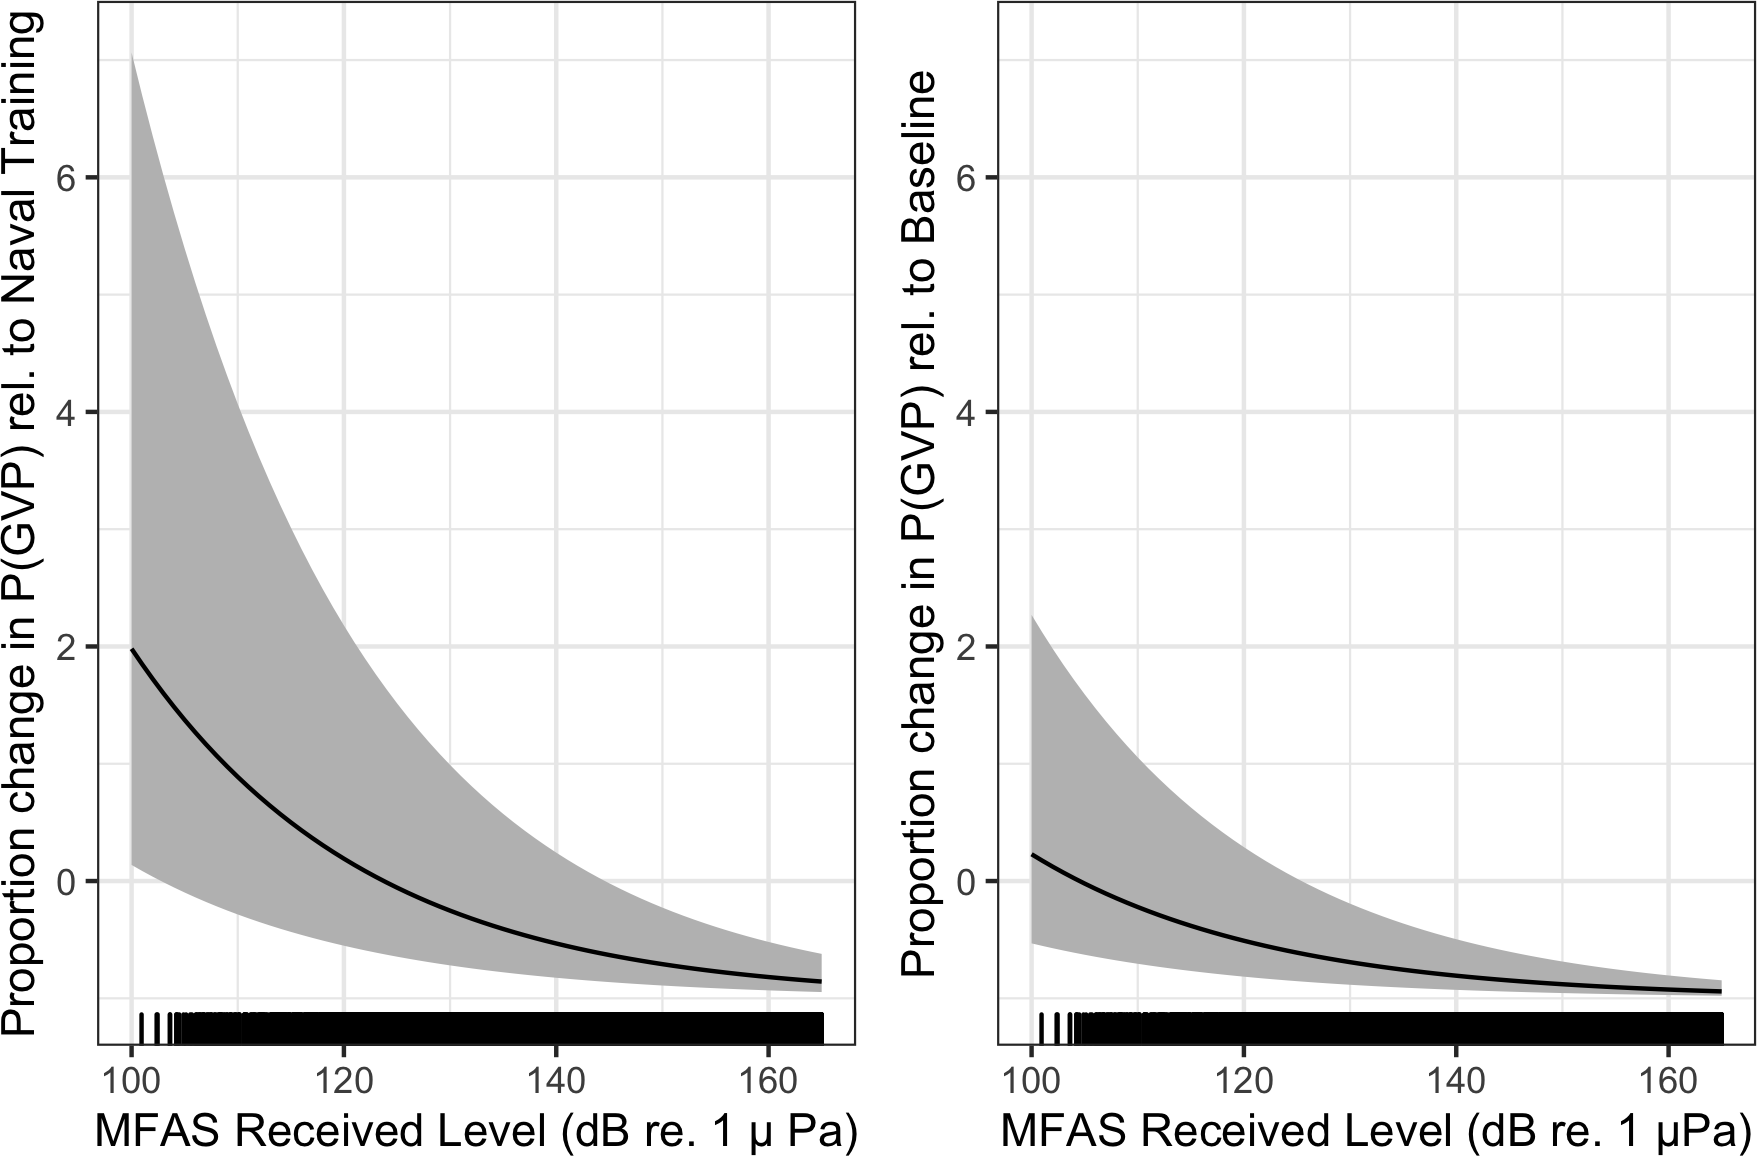 Proportion change in P(GVP) rel. to Naval Training
6
4
2
0
100 120 140 160
MFAS Received Level (dB re. 1 μ Pa)
Proportion change in P(GVP) rel. to Baseline
6
4
2
0
100 120 140 160
MFAS Received Level (dB re. 1 μPa)